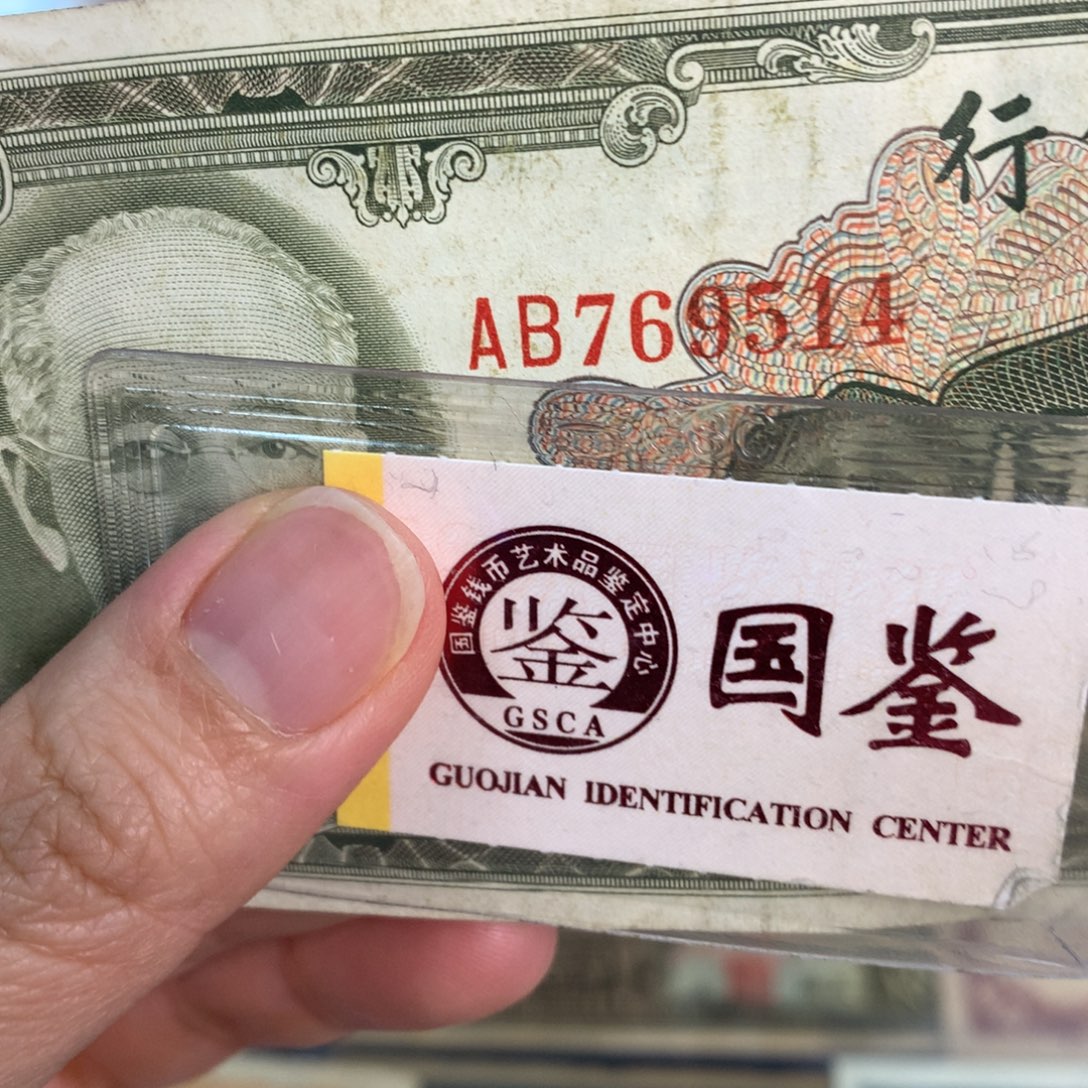 行
AB769514
国鉴钱币艺术品鉴定中心
鉴
GSCA
国鉴
GUOJIAN IDENTIFICATION CENTER